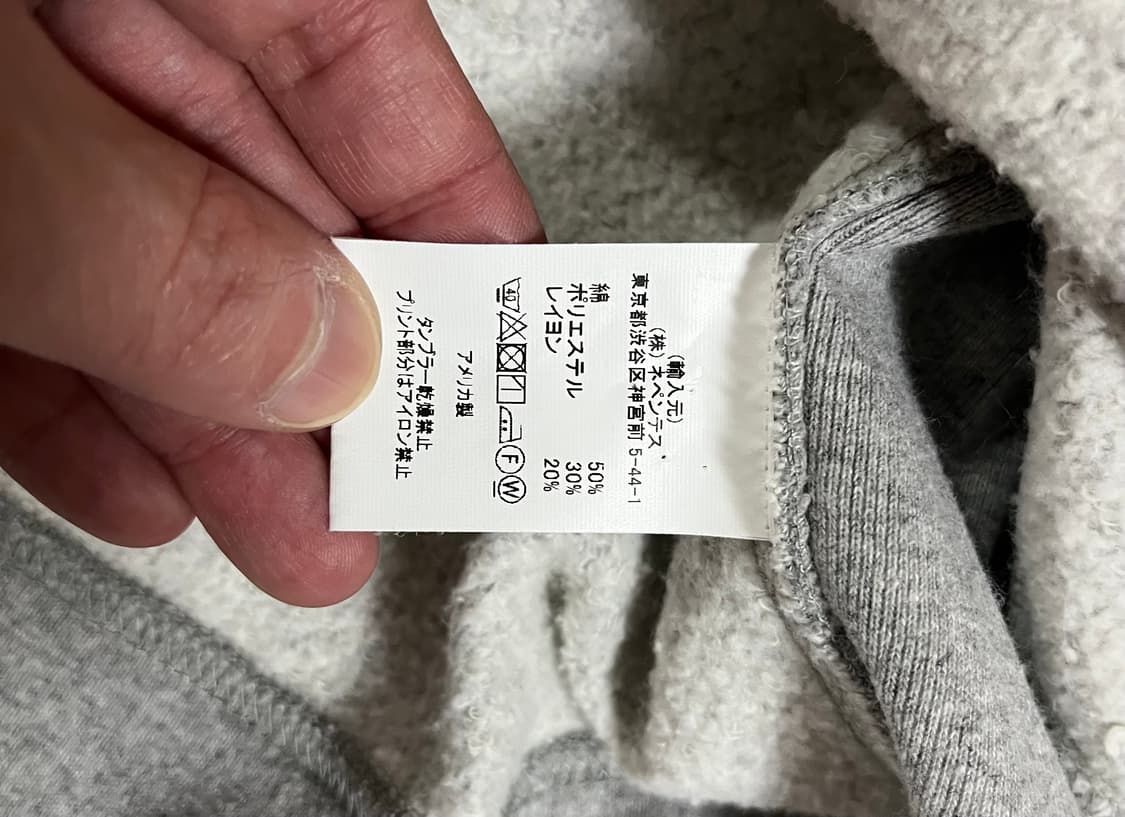 (輸入元)
(株)ネペンテス、
東京都渋谷区神宮前 5-44-1
綿 50%
ポリエステル 30%
レイヨン 20%
40 F W
アメリカ製
タンブラー乾燥禁止
プリント部分はアイロン禁止